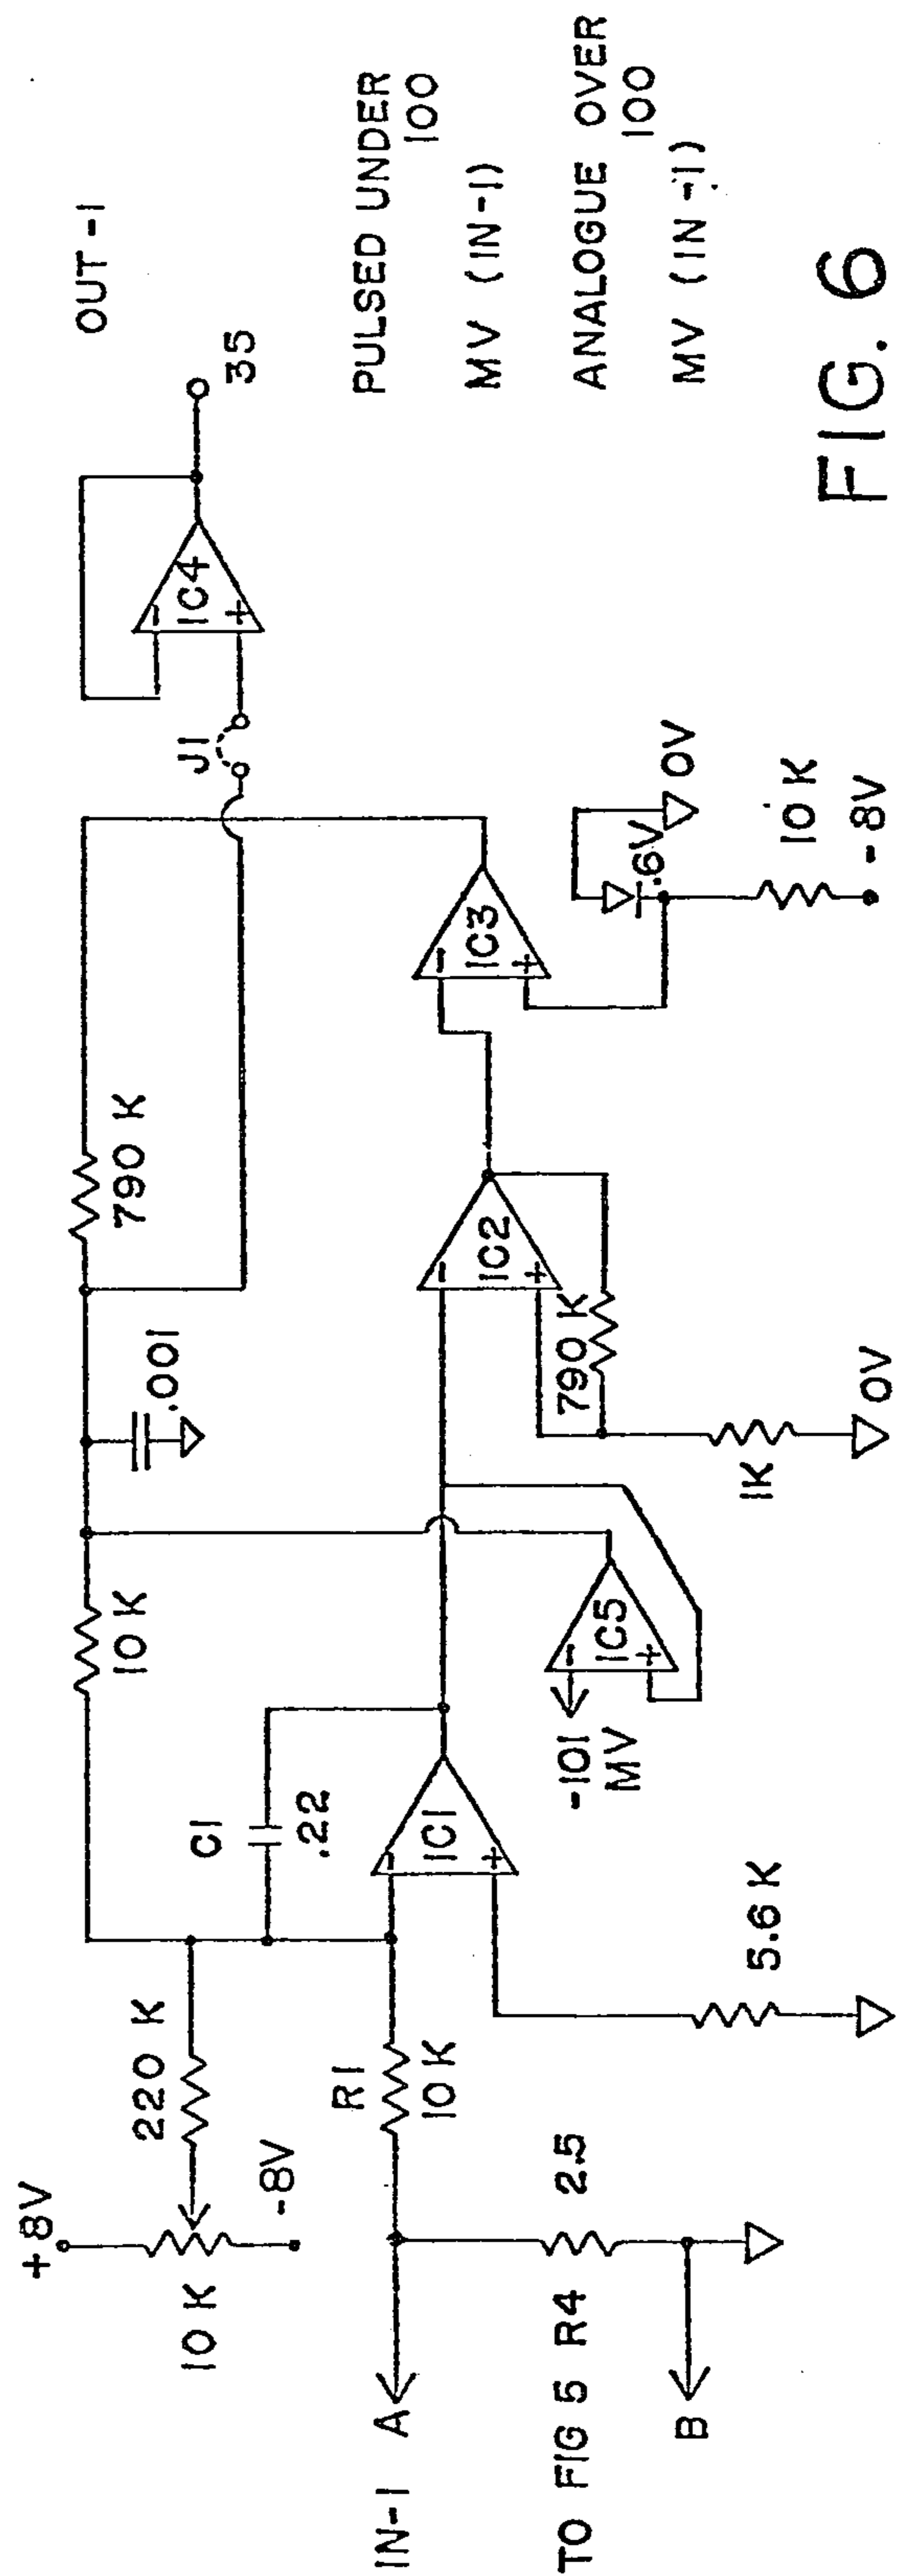 OUT-1
35
PULSED UNDER
100
MV (IN-1)
ANALOGUE OVER
100
MV (IN-1)
FIG. 6
+8V
10 K
-8V
220 K
C1
.22
10 K
.001
790 K
J1
-
IC4
+
IN-1 A
R1
10 K
-
IC1
+
5.6 K
-101
MV
-
IC5
+
-
IC2
+
790 K
1K
0V
-
IC3
+
.6V
0V
10 K
-8V
TO FIG 5 R4 2.5
B